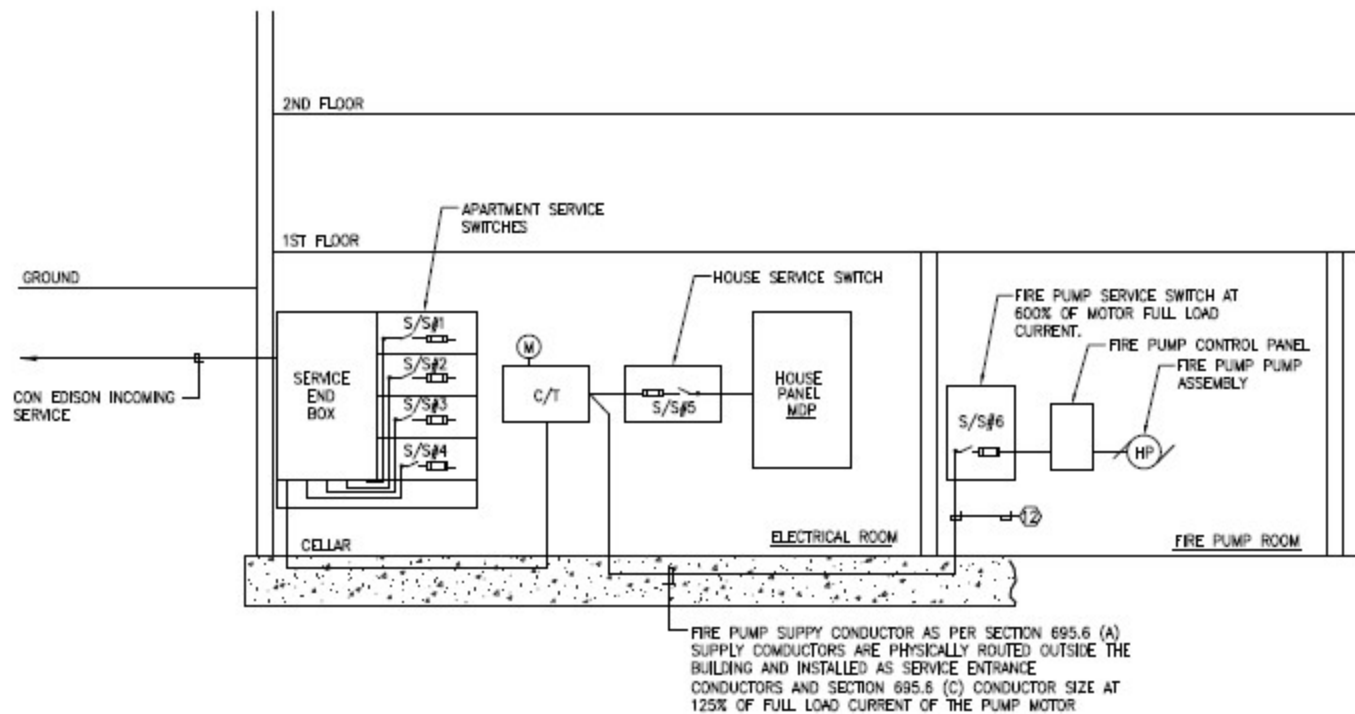 2ND FLOOR
APARTMENT SERVICE
SWITCHES
1ST FLOOR
GROUND
HOUSE SERVICE SWITCH
FIRE PUMP SERVICE SWITCH AT
600% OF MOTOR FULL LOAD
CURRENT.
FIRE PUMP CONTROL PANEL
FIRE PUMP PUMP
ASSEMBLY
CON EDISON INCOMING
SERVICE
SERVICE
END
BOX
S/S#1
S/S#2
S/S#3
S/S#4
M
C/T
S/S#5
HOUSE
PANEL
MDP
S/S#6
HP
12
CELLAR
ELECTRICAL ROOM
FIRE PUMP ROOM
FIRE PUMP SUPPLY CONDUCTOR AS PER SECTION 695.6 (A)
SUPPLY COMDUCTORS ARE PHYSICALLY ROUTED OUTSIDE THE
BUILDING AND INSTALLED AS SERVICE ENTRANCE
CONDUCTORS AND SECTION 695.6 (C) CONDUCTOR SIZE AT
125% OF FULL LOAD CURRENT OF THE PUMP MOTOR